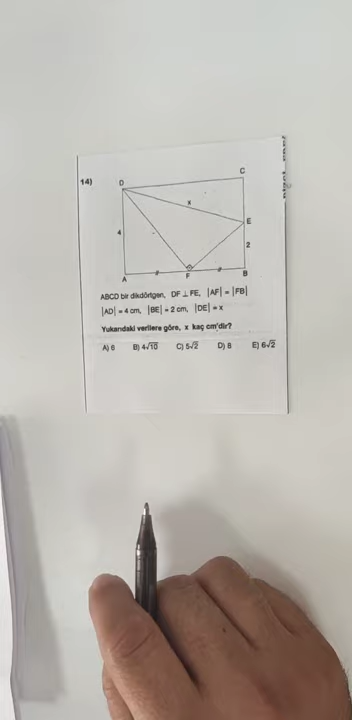 14)
D
C
x
E
4
2
A
F
B
ABCD bir dikdörtgen, DF ⊥ FE, |AF| = |FB|
|AD| = 4 cm, |BE| = 2 cm, |DE| = x
Yukarıdaki verilere göre, x kaç cm'dir?
A) 6 B) 4√10 C) 5√2 D) 8 E) 6√2